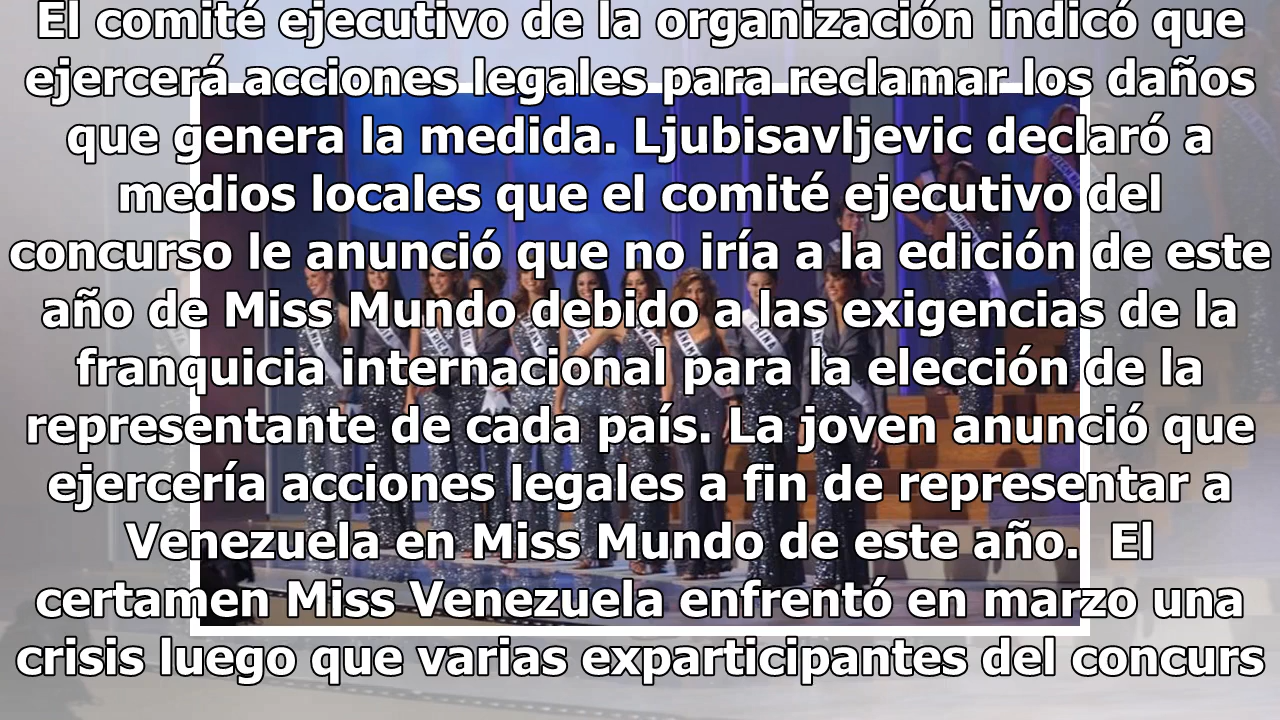 El comité ejecutivo de la organización indicó que
ejercerá acciones legales para reclamar los daños
que genera la medida. Ljubisavljevic declaró a
medios locales que el comité ejecutivo del
concurso le anunció que no iría a la edición de este
año de Miss Mundo debido a las exigencias de la
franquicia internacional para la elección de la
representante de cada país. La joven anunció que
ejercería acciones legales a fin de representar a
Venezuela en Miss Mundo de este año.  El
certamen Miss Venezuela enfrentó en marzo una
crisis luego que varias exparticipantes del concurs
CHINA